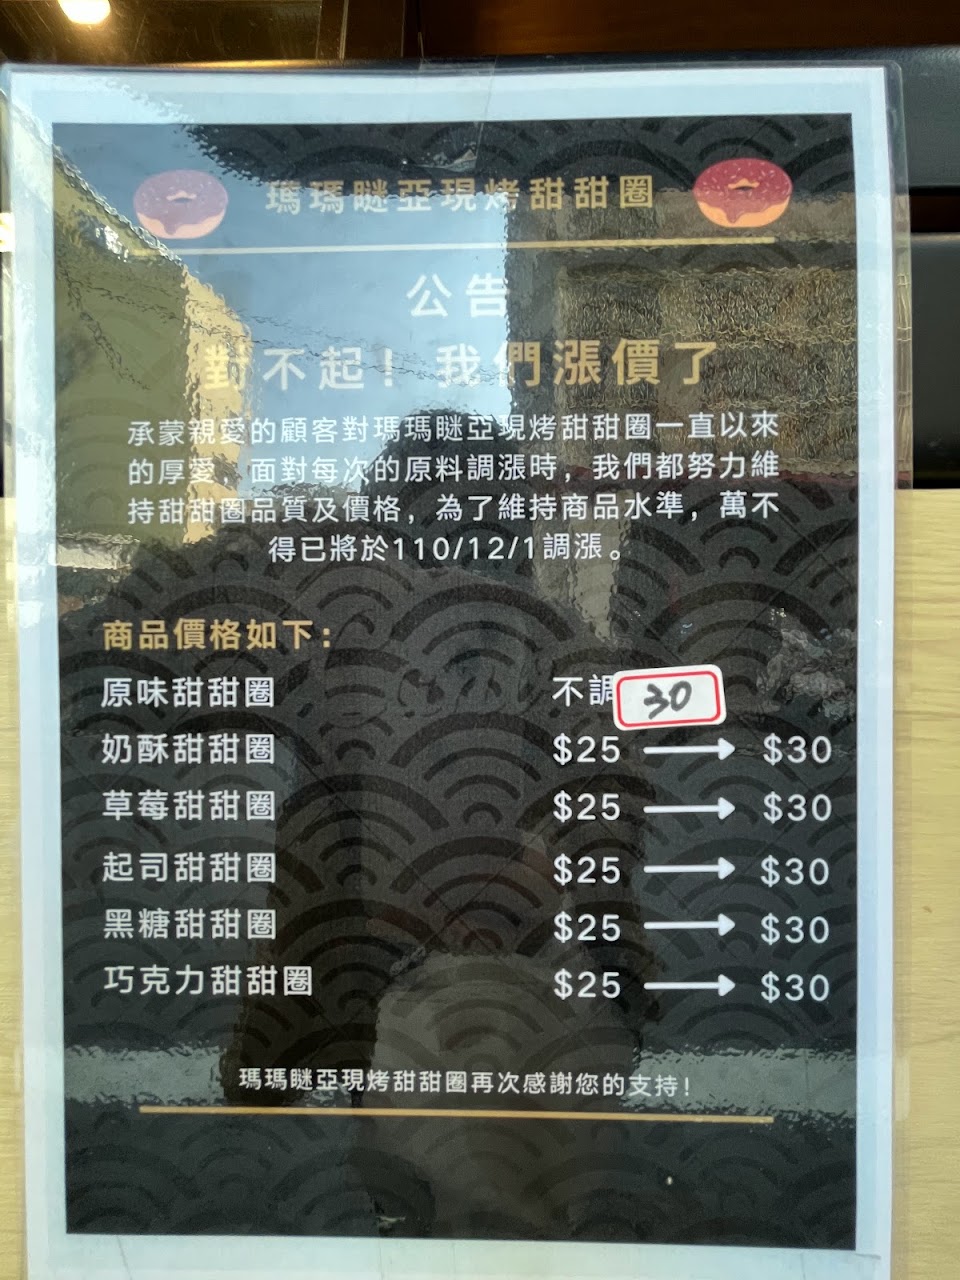 瑪瑪瞇亞現烤甜甜圈
公告
對不起！我們漲價了
承蒙親愛的顧客對瑪瑪瞇亞現烤甜甜圈一直以來
的厚愛，面對每次的原料調漲時，我們都努力維
持甜甜圈品質及價格，為了維持商品水準，萬不
得已將於110/12/1調漲。
商品價格如下：
原味甜甜圈 不調 30
奶酥甜甜圈 $25 → $30
草莓甜甜圈 $25 → $30
起司甜甜圈 $25 → $30
黑糖甜甜圈 $25 → $30
巧克力甜甜圈 $25 → $30
瑪瑪瞇亞現烤甜甜圈再次感謝您的支持！